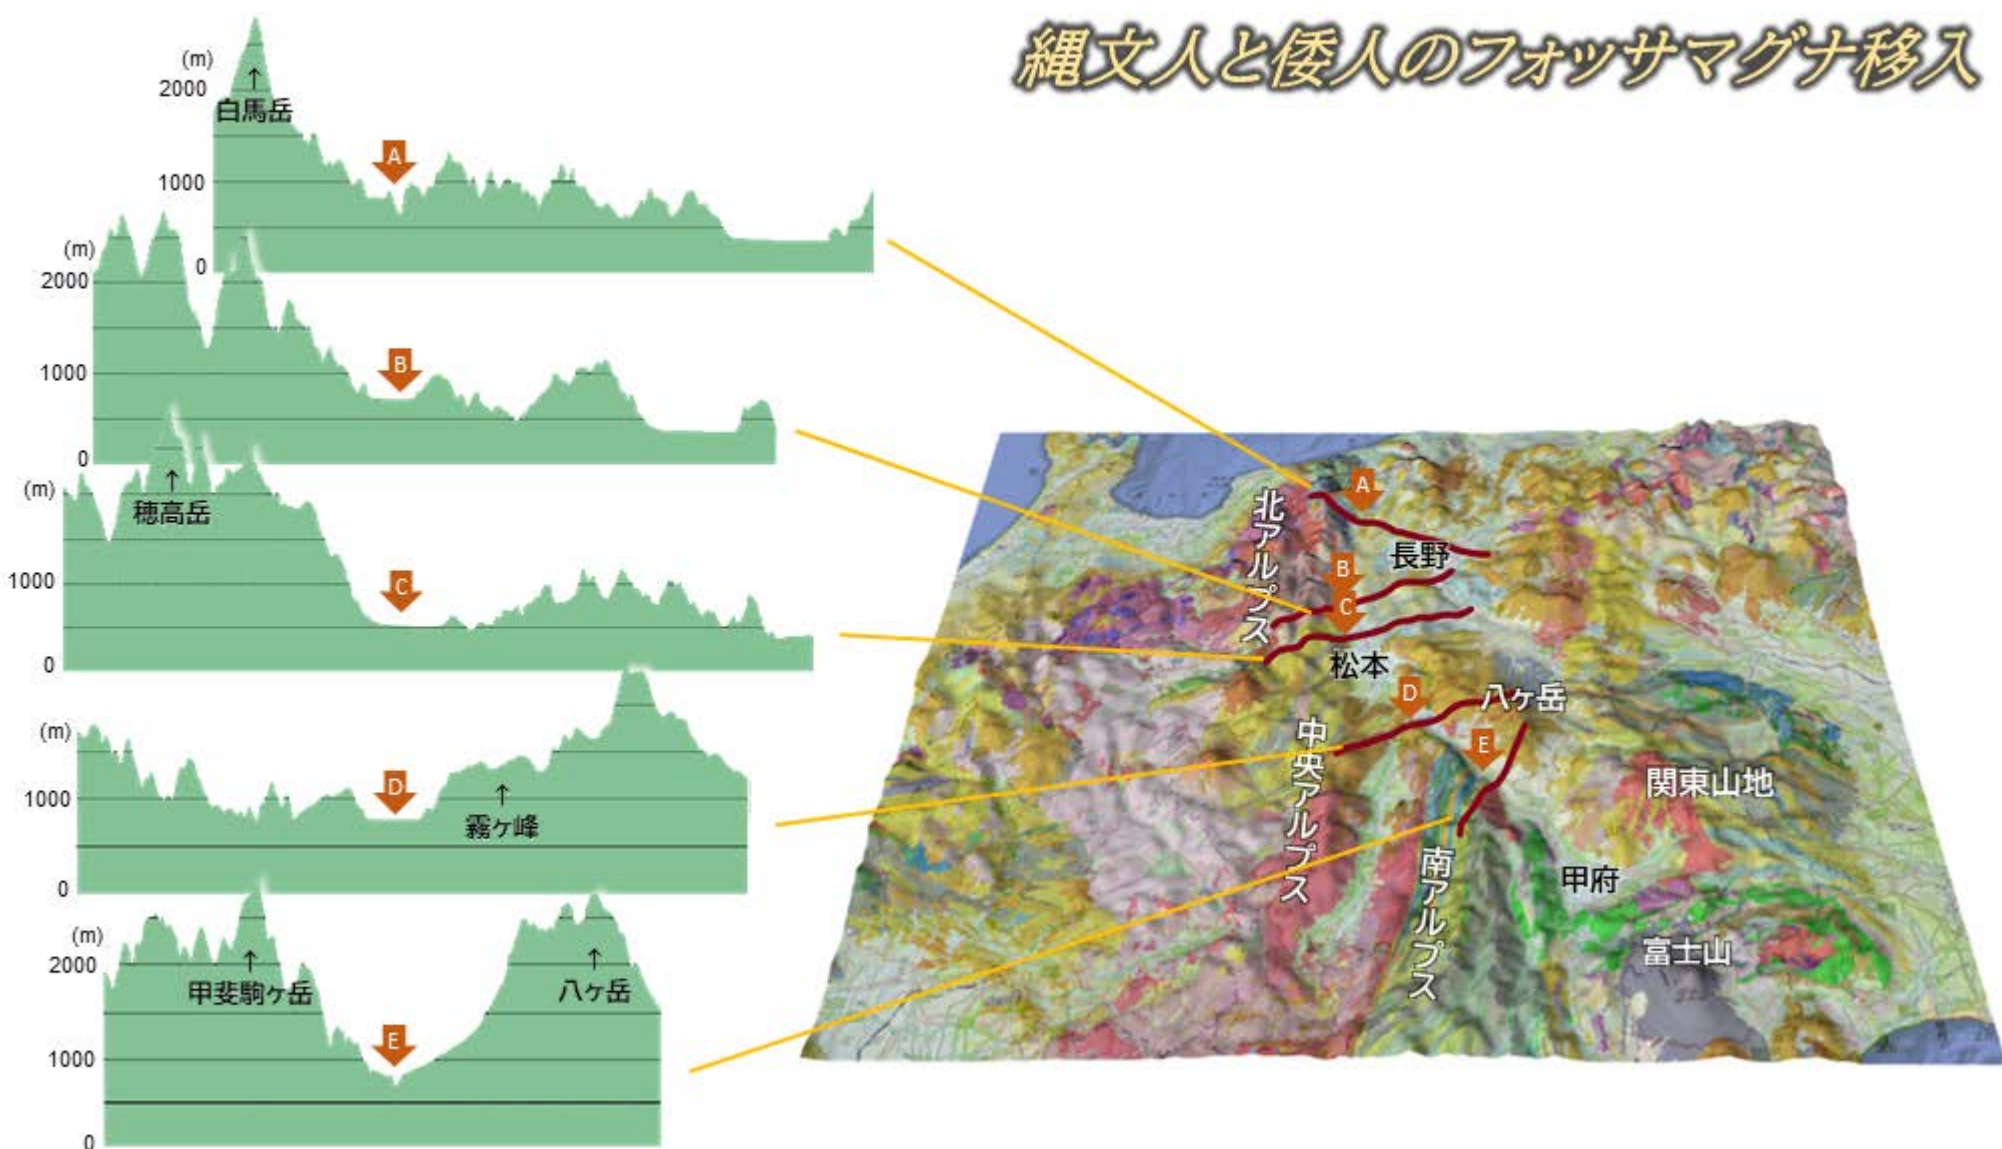 縄文人と倭人のフォッサマグナ移入
(m)
2000
1000
0
↑
白馬岳
A
(m)
2000
1000
0
B
(m)
1000
0
↑
穂高岳
C
(m)
1000
0
D
↑
霧ケ峰
(m)
2000
1000
0
↑
甲斐駒ヶ岳
E
↑
八ヶ岳
北アルプス
A
長野
B
C
松本
D
八ヶ岳
E
中央アルプス
関東山地
南アルプス
甲府
富士山